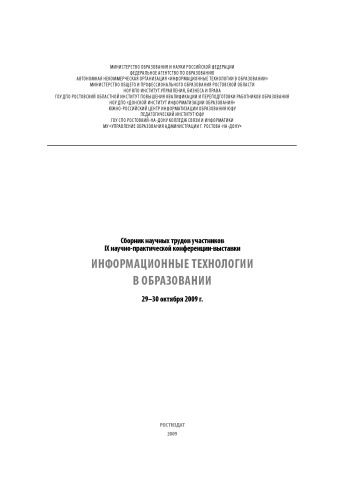 МИНИСТЕРСТВО ОБРАЗОВАНИЯ И НАУКИ РОССИЙСКОЙ ФЕДЕРАЦИИ
ФЕДЕРАЛЬНОЕ АГЕНТСТВО ПО ОБРАЗОВАНИЮ
АВТОНОМНАЯ НЕКОММЕРЧЕСКАЯ ОРГАНИЗАЦИЯ «ИНФОРМАЦИОННЫЕ ТЕХНОЛОГИИ В ОБРАЗОВАНИИ»
МИНИСТЕРСТВО ОБЩЕГО И ПРОФЕССИОНАЛЬНОГО ОБРАЗОВАНИЯ РОСТОВСКОЙ ОБЛАСТИ
НОУ ВПО ИНСТИТУТ УПРАВЛЕНИЯ, БИЗНЕСА И ПРАВА
ГОУ ДПО РОСТОВСКИЙ ОБЛАСТНОЙ ИНСТИТУТ ПОВЫШЕНИЯ КВАЛИФИКАЦИИ И ПЕРЕПОДГОТОВКИ РАБОТНИКОВ ОБРАЗОВАНИЯ
НОУ ДПО «ДОНСКОЙ ИНСТИТУТ ИНФОРМАТИЗАЦИИ ОБРАЗОВАНИЯ»
ЮЖНО-РОССИЙСКИЙ ЦЕНТР ИНФОРМАТИЗАЦИИ ОБРАЗОВАНИЯ ЮФУ
ПЕДАГОГИЧЕСКИЙ ИНСТИТУТ ЮФУ
ГОУ СПО РОСТОВСКИЙ-НА-ДОНУ КОЛЛЕДЖ СВЯЗИ И ИНФОРМАТИКИ
МУ «УПРАВЛЕНИЕ ОБРАЗОВАНИЯ АДМИНИСТРАЦИИ Г. РОСТОВА-НА-ДОНУ»
Сборник научных трудов участников
IX научно-практической конференции-выставки
ИНФОРМАЦИОННЫЕ ТЕХНОЛОГИИ
В ОБРАЗОВАНИИ
29–30 октября 2009 г.
РОСТИЗДАТ
2009